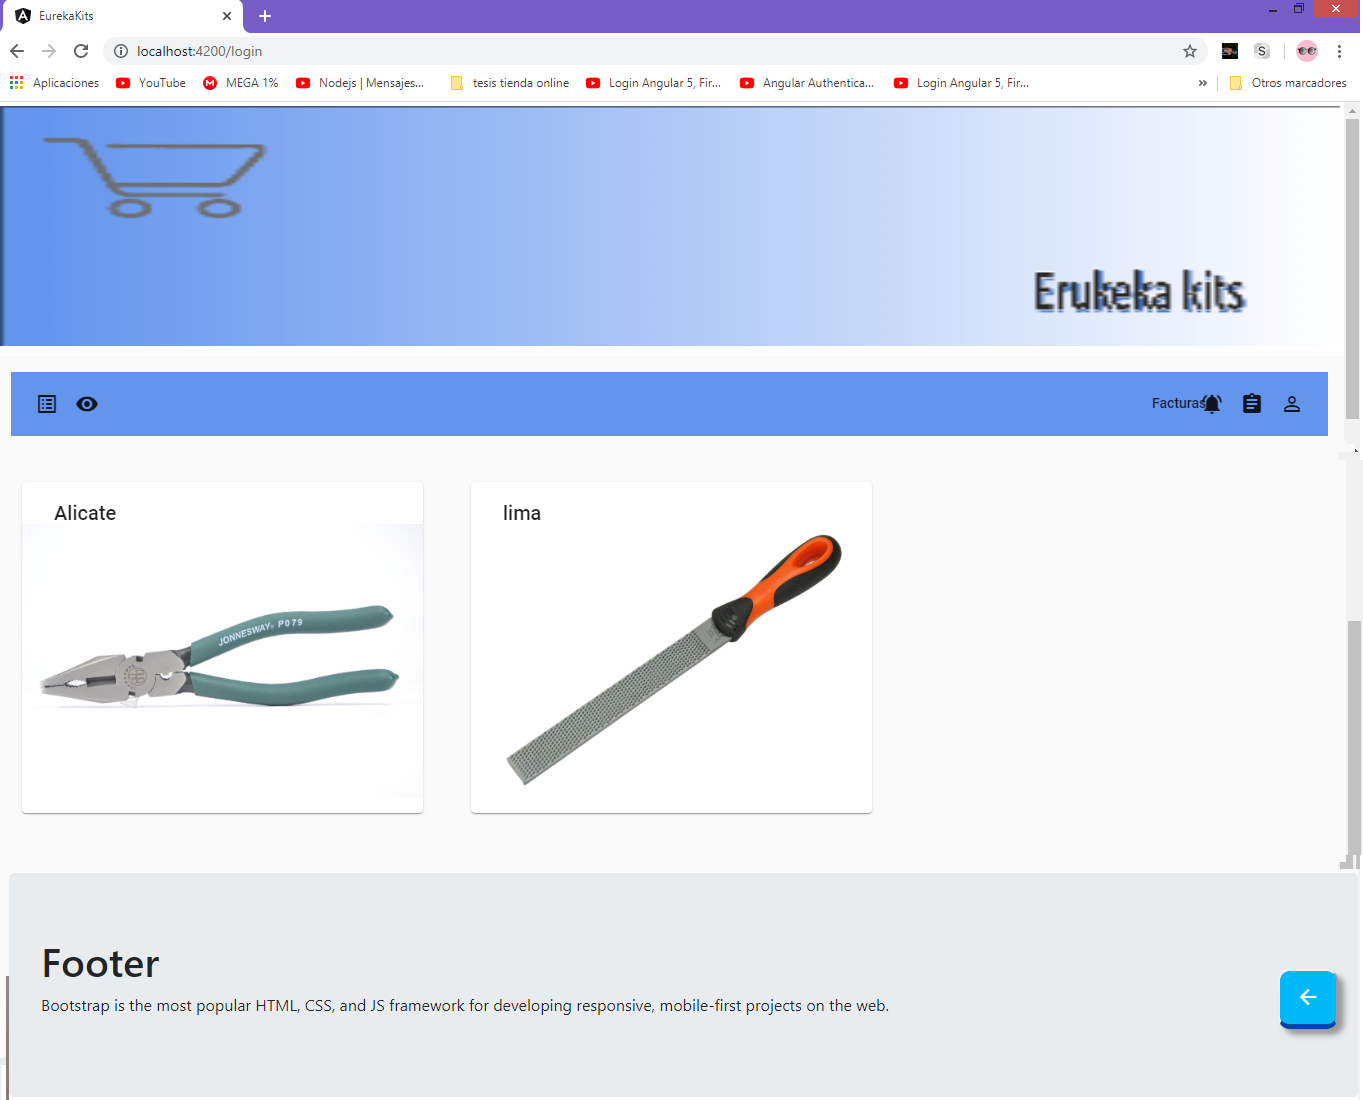 EurekaKits
localhost:4200/login
Aplicaciones YouTube MEGA 1% Nodejs | Mensajes... tesis tienda online Login Angular 5, Fir... Angular Authentica... Login Angular 5, Fir... » Otros marcadores
Erukeka kits
Facturas
Alicate
lima
JONNESWAY® P079
Footer
Bootstrap is the most popular HTML, CSS, and JS framework for developing responsive, mobile-first projects on the web.